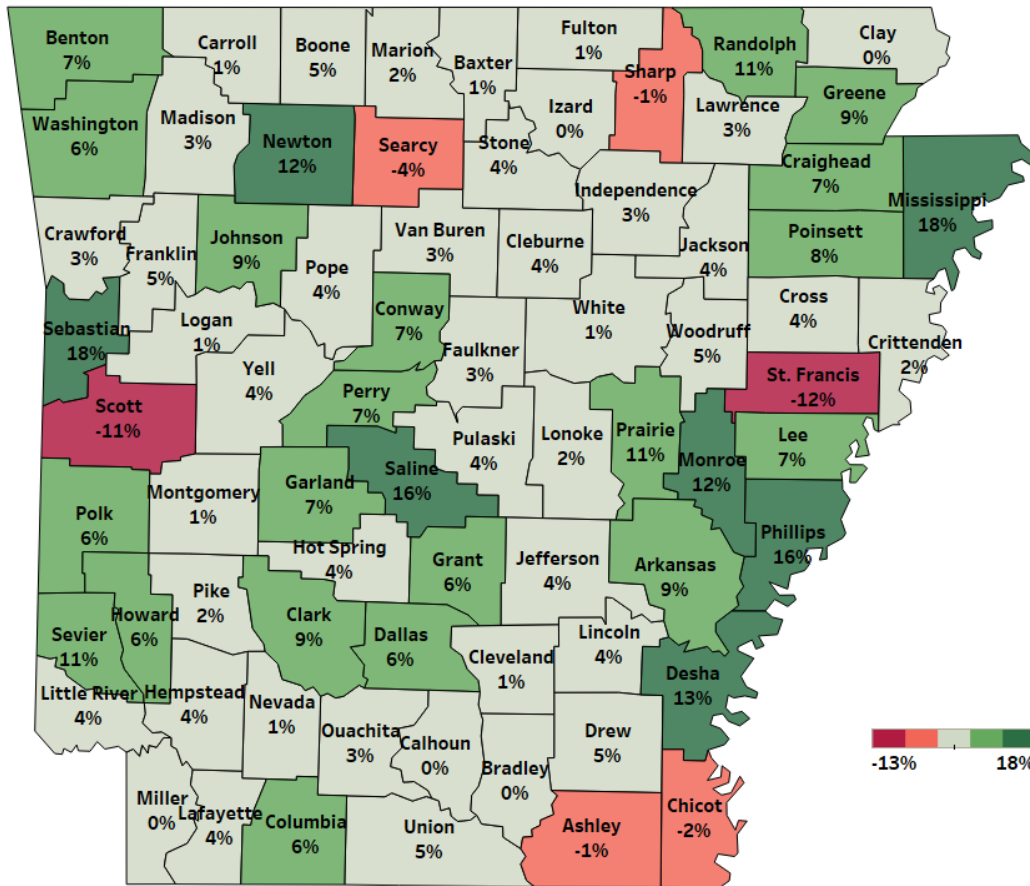 Benton
7%
Carroll
1%
Boone
5%
Marion
2%
Baxter
1%
Fulton
1%
Sharp
-1%
Randolph
11%
Clay
0%
Washington
6%
Madison
3%
Newton
12%
Searcy
-4%
Stone
4%
Izard
0%
Lawrence
3%
Greene
9%
Independence
3%
Craighead
7%
Mississippi
18%
Crawford
3%
Franklin
5%
Johnson
9%
Pope
4%
Van Buren
3%
Cleburne
4%
Jackson
4%
Poinsett
8%
Sebastian
18%
Logan
1%
Conway
7%
White
1%
Woodruff
5%
Cross
4%
Crittenden
2%
Scott
-11%
Yell
4%
Perry
7%
Faulkner
3%
St. Francis
-12%
Saline
16%
Pulaski
4%
Lonoke
2%
Prairie
11%
Monroe
12%
Lee
7%
Polk
6%
Montgomery
1%
Garland
7%
Phillips
16%
Hot Spring
4%
Grant
6%
Jefferson
4%
Arkansas
9%
Sevier
11%
Howard
6%
Pike
2%
Clark
9%
Dallas
6%
Cleveland
1%
Lincoln
4%
Desha
13%
Little River
4%
Hempstead
4%
Nevada
1%
Ouachita
3%
Calhoun
0%
Bradley
0%
Drew
5%
Miller
0%
Lafayette
4%
Columbia
6%
Union
5%
Ashley
-1%
Chicot
-2%
-13%
18%